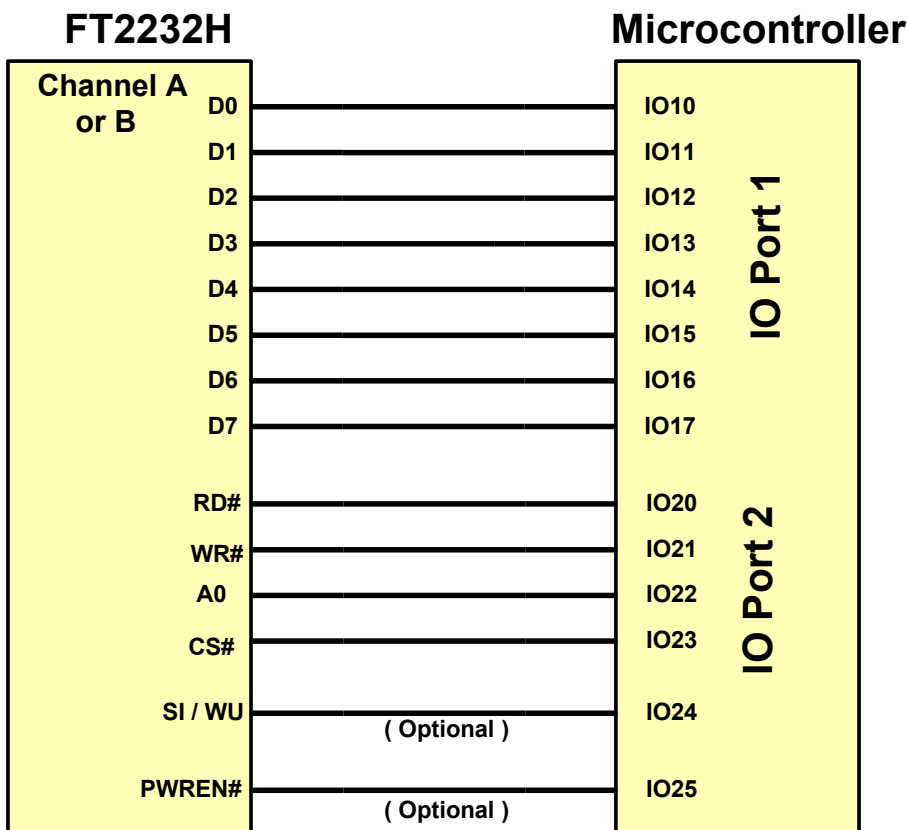 FT2232H
Microcontroller
Channel A
or B
D0
IO10
D1
IO11
D2
IO12
D3
IO13
D4
IO14
D5
IO15
D6
IO16
D7
IO17
IO Port 1
RD#
IO20
WR#
IO21
A0
IO22
CS#
IO23
SI / WU
( Optional )
IO24
PWREN#
( Optional )
IO25
IO Port 2